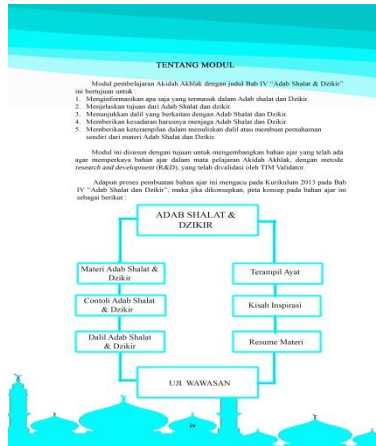 TENTANG MODUL
Modul pembelajaran Akidah Akhlak dengan judul Bab IV "Adab Shalat & Dzikir"
ini bertujuan untuk :
1. Menginformasikan apa saja yang termasuk dalam Adab shalat dan Dzikir.
2. Menjelaskan tujuan dari Adab Shalat dan dzikir.
3. Menunjukkan dalil yang berkaitan dengan Adab Shalat dan Dzikir.
4. Memberikan kesadaran harusnya menjaga Adab Shalat dan Dzikir.
5. Memberikan keterampilan dalam menuliskan dalil atau membuat pemahaman
sendiri dari materi Adab Shalat dan Dzikir.
Modul ini disusun dengan tujuan untuk mengembangkan bahan ajar yang telah ada
agar memperkaya bahan ajar dalam mata pelajaran Akidah Akhlak, dengan metode
research and development (R&D), yang telah divalidasi oleh TIM Validator.
Adapun proses pembuatan bahan ajar ini mengacu pada Kurikulum 2013 pada Bab
IV "Adab Shalat dan Dzikir", maka jika dikonsepkan, peta konsep pada bahan ajar ini
sebagai berikut :
ADAB SHALAT &
DZIKIR
Materi Adab Shalat &
Dzikir
Terampil Ayat
Contoh Adab Shalat
& Dzikir
Kisah Inspirasi
Dalil Adab Shalat
& Dzikir
Resume Materi
UJI WAWASAN
iv